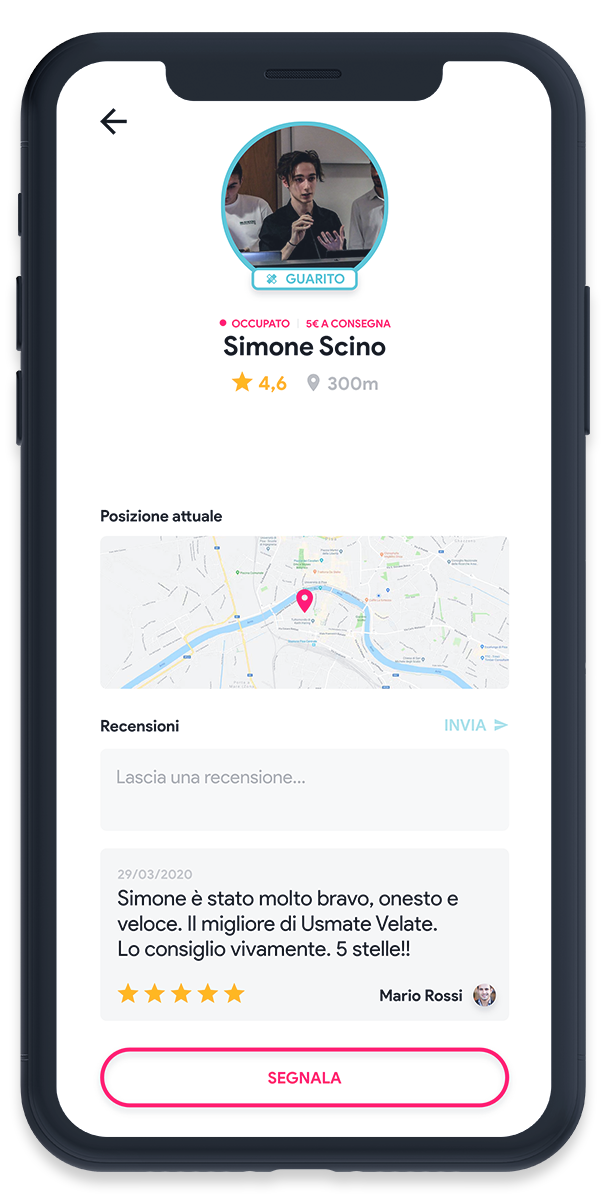 GUARITO
OCCUPATO 5€ A CONSEGNA
Simone Scino
4,6 300m
Posizione attuale
Recensioni INVIA
Lascia una recensione...
29/03/2020
Simone è stato molto bravo, onesto e
veloce. Il migliore di Usmate Velate.
Lo consiglio vivamente. 5 stelle!!
Mario Rossi
SEGNALA